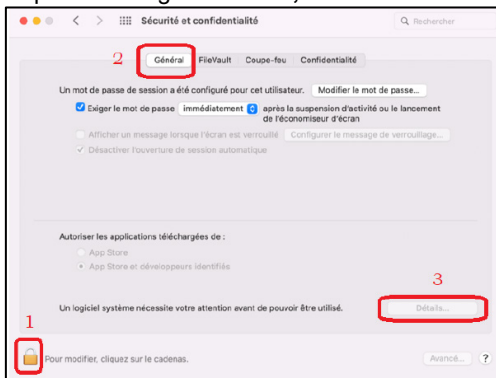 Sécurité et confidentialité
Rechercher
2
Général FileVault Coupe-feu Confidentialité
Un mot de passe de session a été configuré pour cet utilisateur. Modifier le mot de passe...
Exiger le mot de passe immédiatement après la suspension d'activité ou le lancement
de l'économiseur d'écran
Afficher un message lorsque l'écran est verrouillé Configurer le message de verrouillage...
Désactiver l'ouverture de session automatique
Autoriser les applications téléchargées de :
App Store
App Store et développeurs identifiés
3
Un logiciel système nécessite votre attention avant de pouvoir être utilisé. Détails...
1
Pour modifier, cliquez sur le cadenas. Avancé... ?